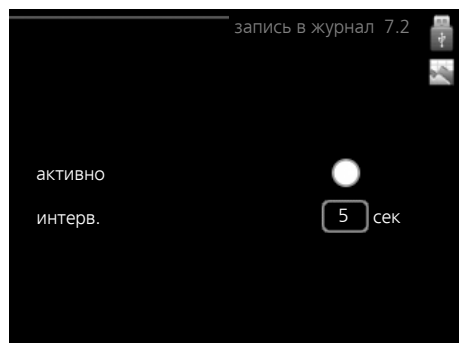 запись в журнал 7.2
активно
интерв. 5 сек